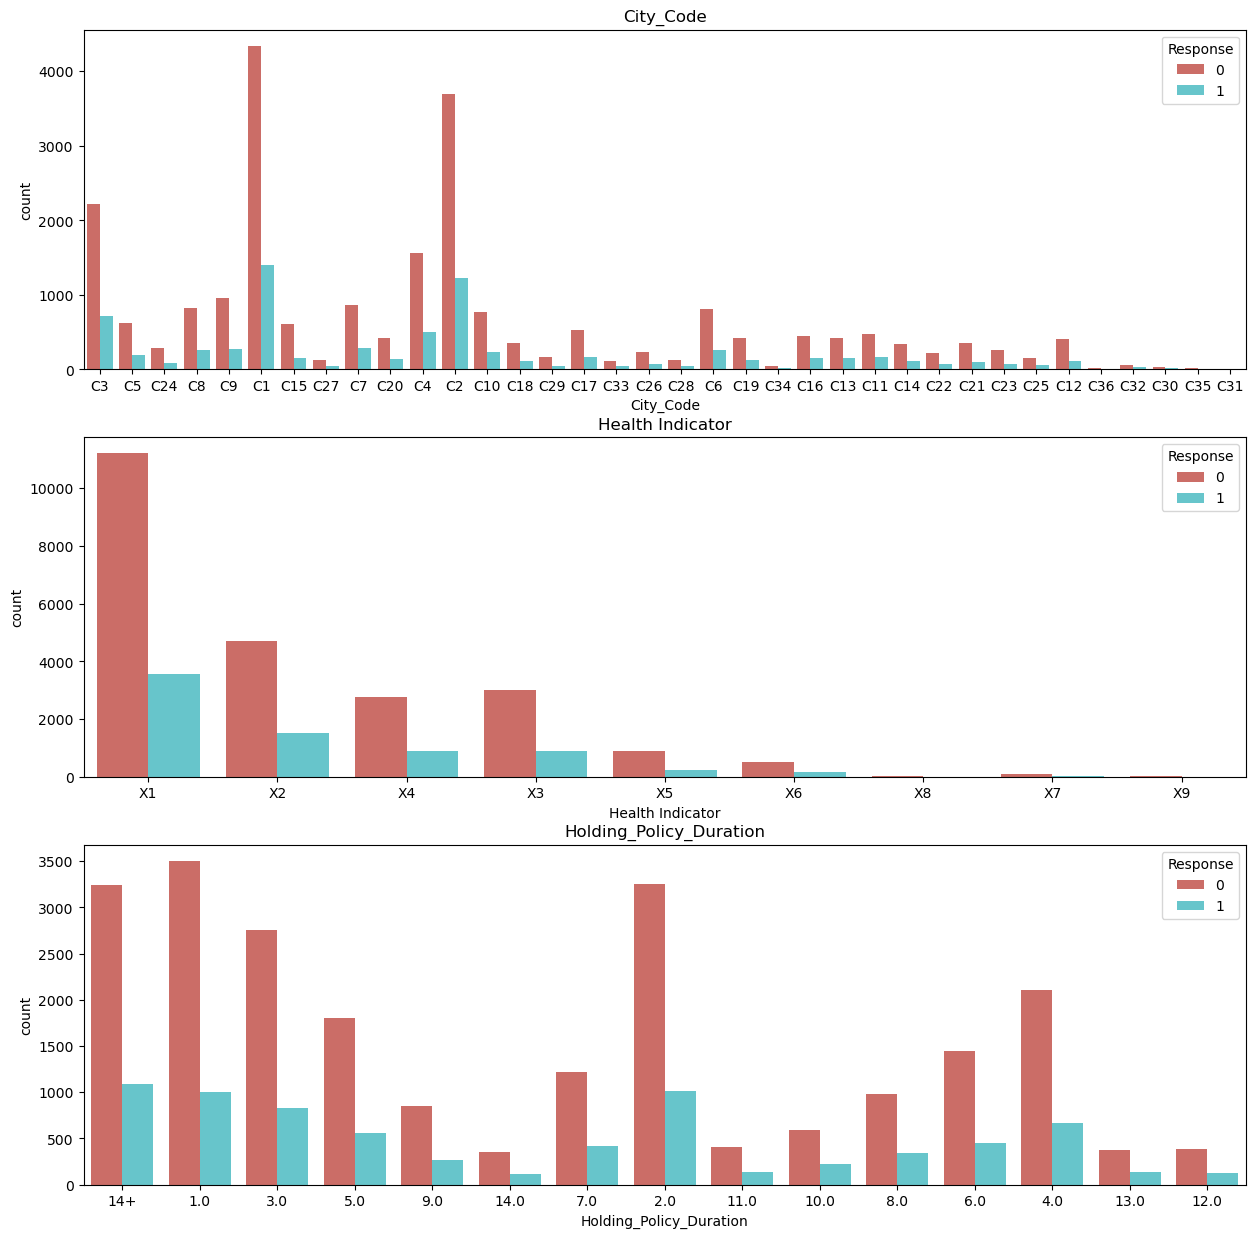 City_Code
Response
0
1
4000
3000
2000
1000
0
count
C3 C5 C24 C8 C9 C1 C15 C27 C7 C20 C4 C2 C10 C18 C29 C17 C33 C26 C28 C6 C19 C34 C16 C13 C11 C14 C22 C21 C23 C25 C12 C36 C32 C30 C35 C31
City_Code
Health Indicator
Response
0
1
10000
8000
6000
4000
2000
0
count
X1 X2 X4 X3 X5 X6 X8 X7 X9
Health Indicator
Holding_Policy_Duration
Response
0
1
3500
3000
2500
2000
1500
1000
500
0
count
14+ 1.0 3.0 5.0 9.0 14.0 7.0 2.0 11.0 10.0 8.0 6.0 4.0 13.0 12.0
Holding_Policy_Duration